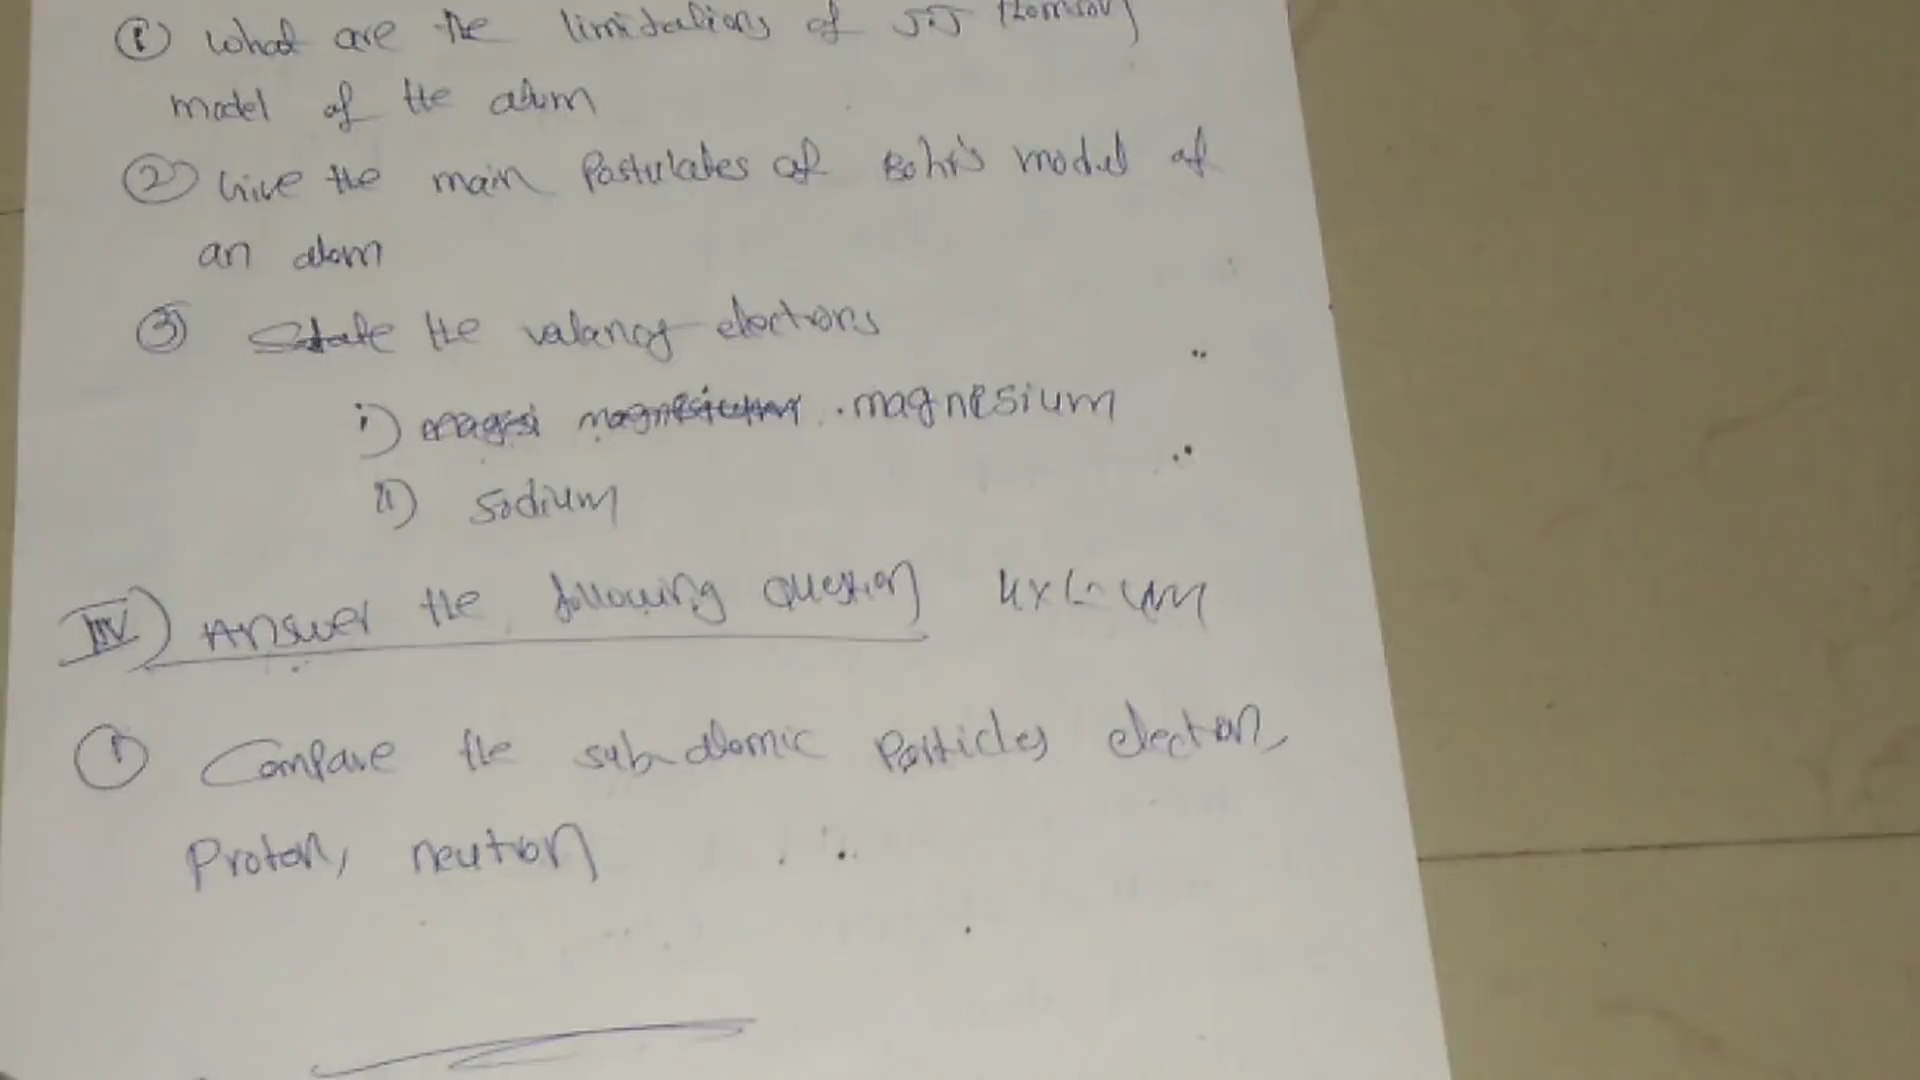 ① What are the limitations of J.J Thomson
model of the atom
② Give the main Postulates of Bohr's model of
an atom
③ State the valancy electrons
i) magnesium
ii) sodium
IV) Answer the following question 4x1=4M
① Compare the sub-atomic Particles electron,
Proton, neutron